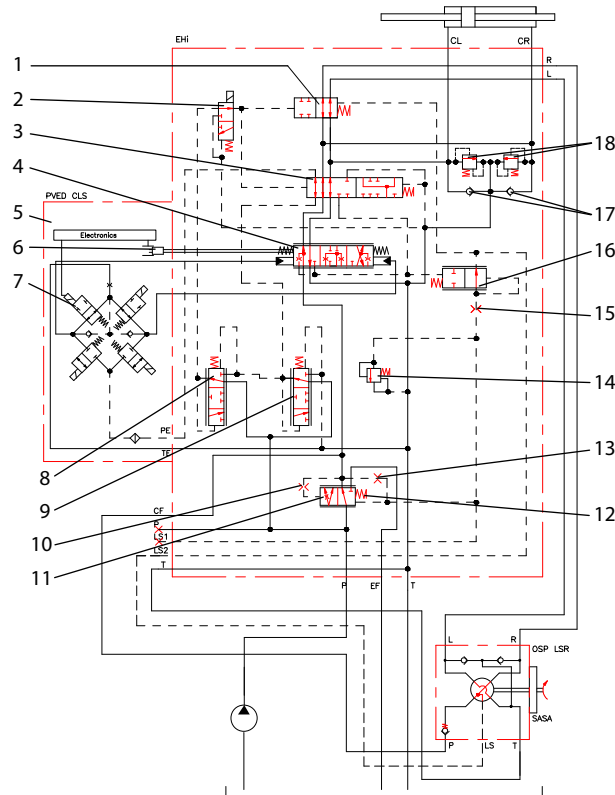 EHi
CL
CR
R
L
1
2
3
4
18
17
PVED CLS
5
Electronics
6
7
16
15
14
PE
TE
8
9
13
10
12
11
CF
P
LS1
LS2
T
P
EF
T
L
R
OSP LSR
SASA
P
LS
T